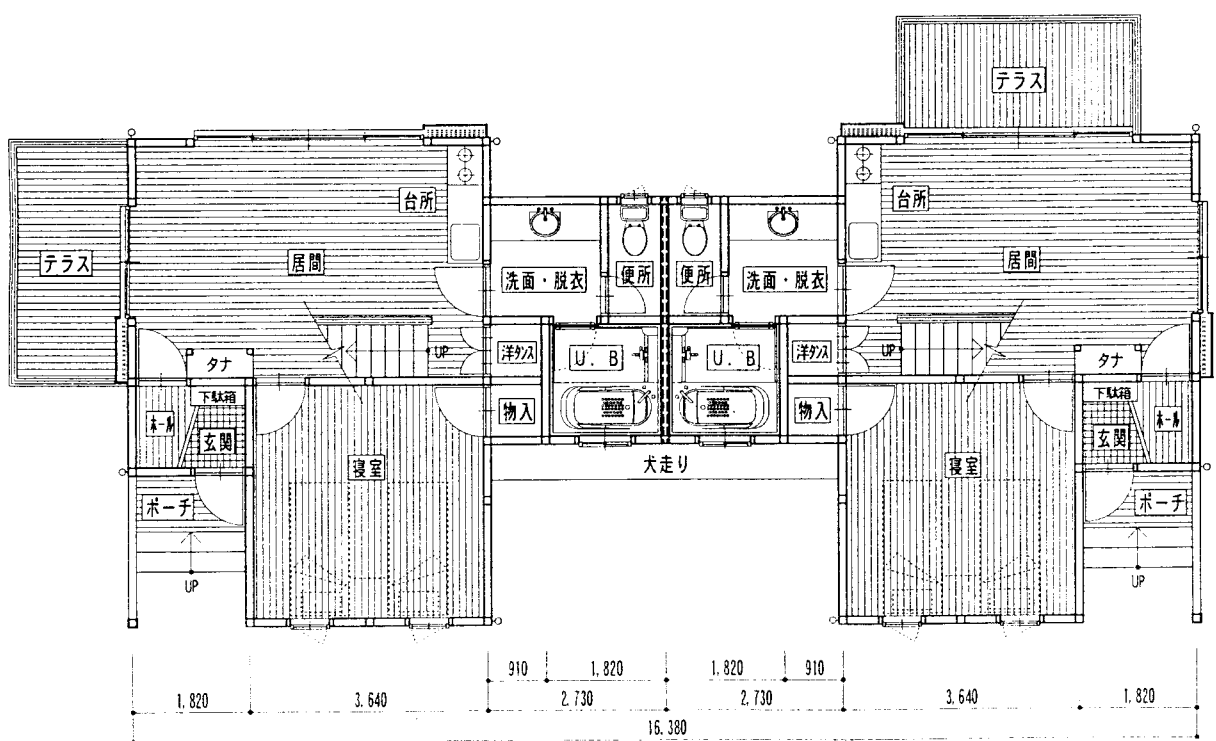 テラス
台所
台所
テラス
居間
洗面・脱衣
便所
便所
洗面・脱衣
居間
タナ
UP
洋タンス
U. B
U. B
洋タンス
UP
タナ
下駄箱
下駄箱
ホール
玄関
物入
物入
玄関
ホール
寝室
犬走り
寝室
ポーチ
ポーチ
UP
UP
910
1,820
1,820
910
1,820
3,640
2,730
2,730
3,640
1,820
16,380